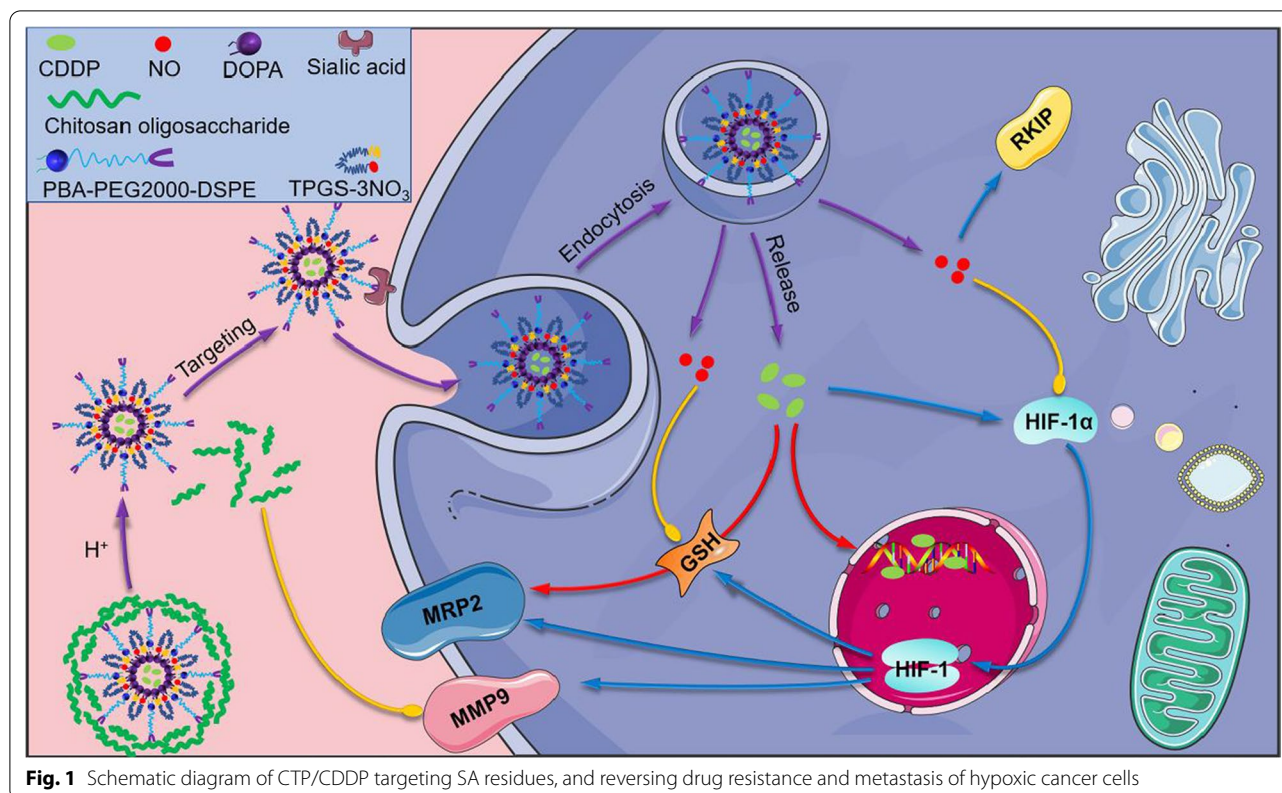 CDDP NO DOPA Sialic acid
Chitosan oligosaccharide
PBA-PEG2000-DSPE TPGS-3NO₃
RKIP
Endocytosis
Release
Targeting
HIF-1α
H⁺
GSH
MRP2
HIF-1
MMP9
Fig. 1 Schematic diagram of CTP/CDDP targeting SA residues, and reversing drug resistance and metastasis of hypoxic cancer cells